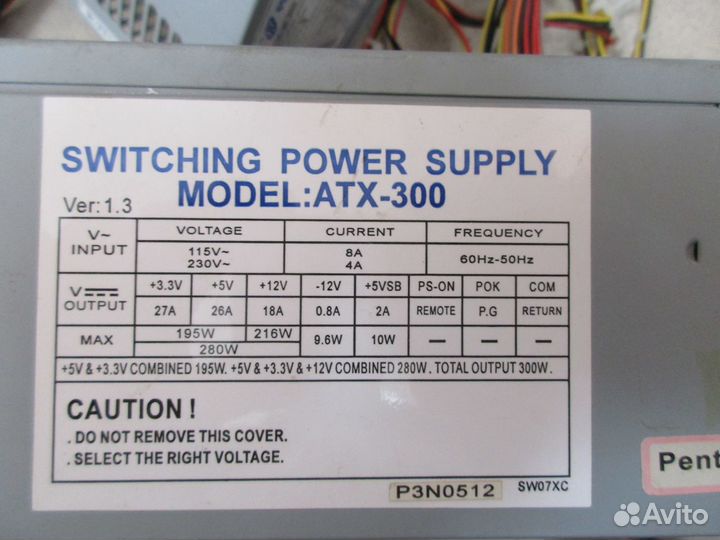 SWITCHING POWER SUPPLY
Ver:1.3 MODEL:ATX-300
V~ INPUT VOLTAGE CURRENT FREQUENCY
115V~ 8A 60Hz-50Hz
230V~ 4A
V OUTPUT +3.3V +5V +12V -12V +5VSB PS-ON POK COM
27A 26A 18A 0.8A 2A REMOTE P.G RETURN
MAX 195W 216W 9.6W 10W — — —
280W
+5V & +3.3V COMBINED 195W. +5V & +3.3V & +12V COMBINED 280W. TOTAL OUTPUT 300W.
CAUTION !
. DO NOT REMOVE THIS COVER.
. SELECT THE RIGHT VOLTAGE.
Pent
P3N0512 SW07XC
Avito